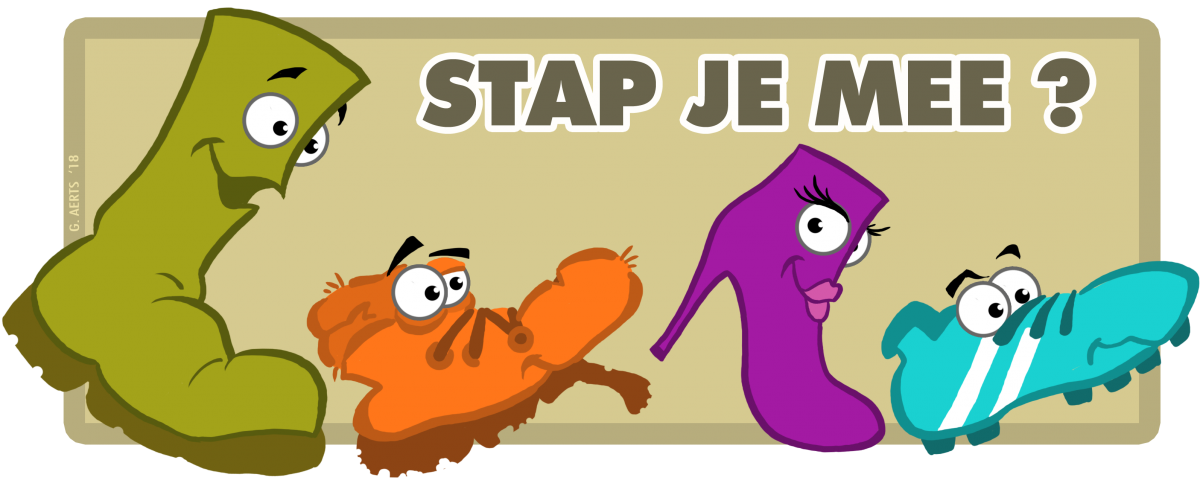 STAP JE MEE ?
G. AERTS '18